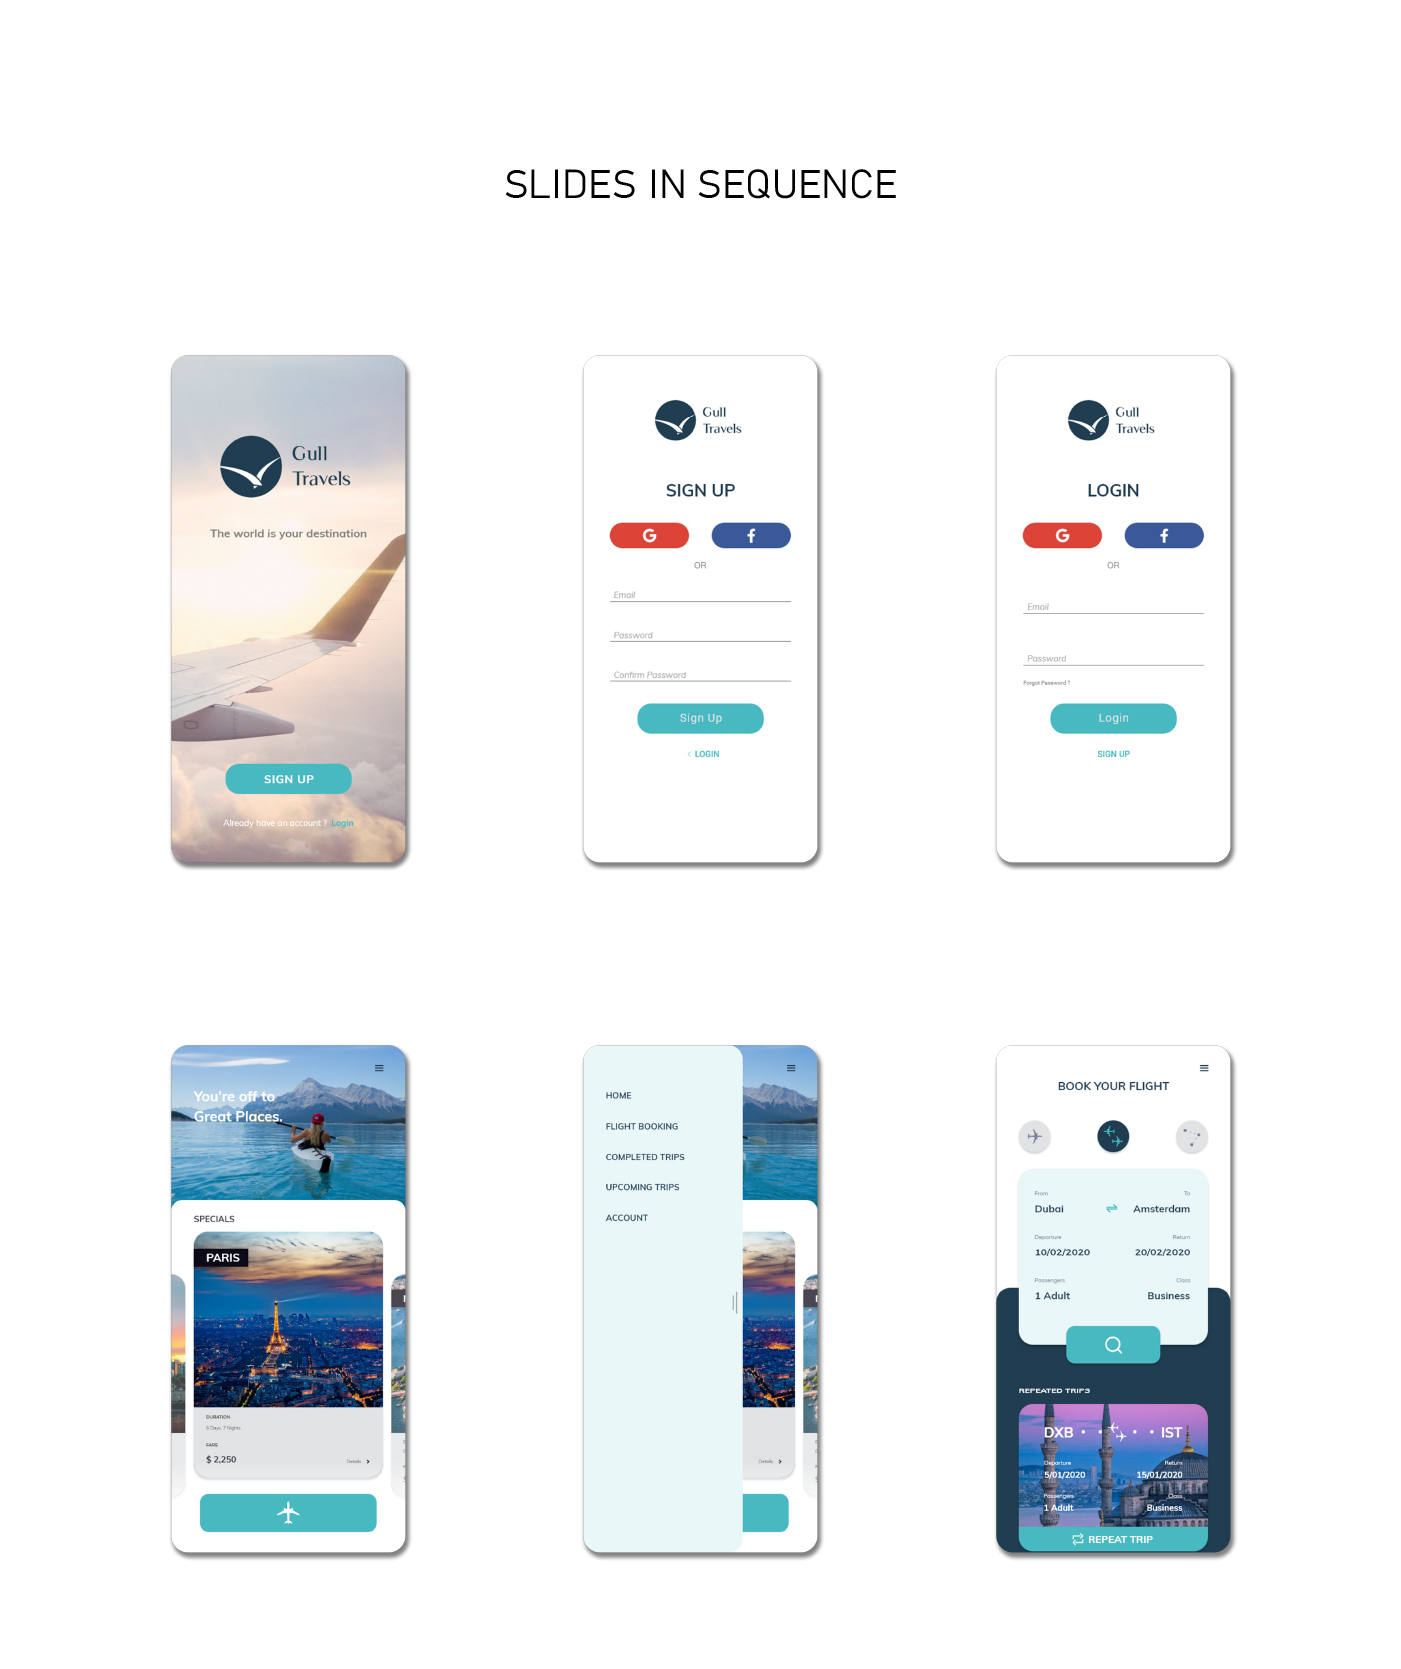 SLIDES IN SEQUENCE
Gull
Travels
The world is your destination
SIGN UP
Already have an account ? Login
Gull
Travels
SIGN UP
G f
OR
Email
Password
Confirm Password
Sign Up
< LOGIN
Gull
Travels
LOGIN
G f
OR
Email
Password
Forgot Password ?
Login
SIGN UP
You're off to
Great Places.
SPECIALS
PARIS
DURATION
6 Days, 7 Nights
FARE
$ 2,250
Details >
HOME
FLIGHT BOOKING
COMPLETED TRIPS
UPCOMING TRIPS
ACCOUNT
Details >
BOOK YOUR FLIGHT
From To
Dubai Amsterdam
Departure Return
10/02/2020 20/02/2020
Passengers Class
1 Adult Business
REPEATED TRIPS
DXB IST
Departure Return
5/01/2020 15/01/2020
Passengers Class
1 Adult Business
REPEAT TRIP